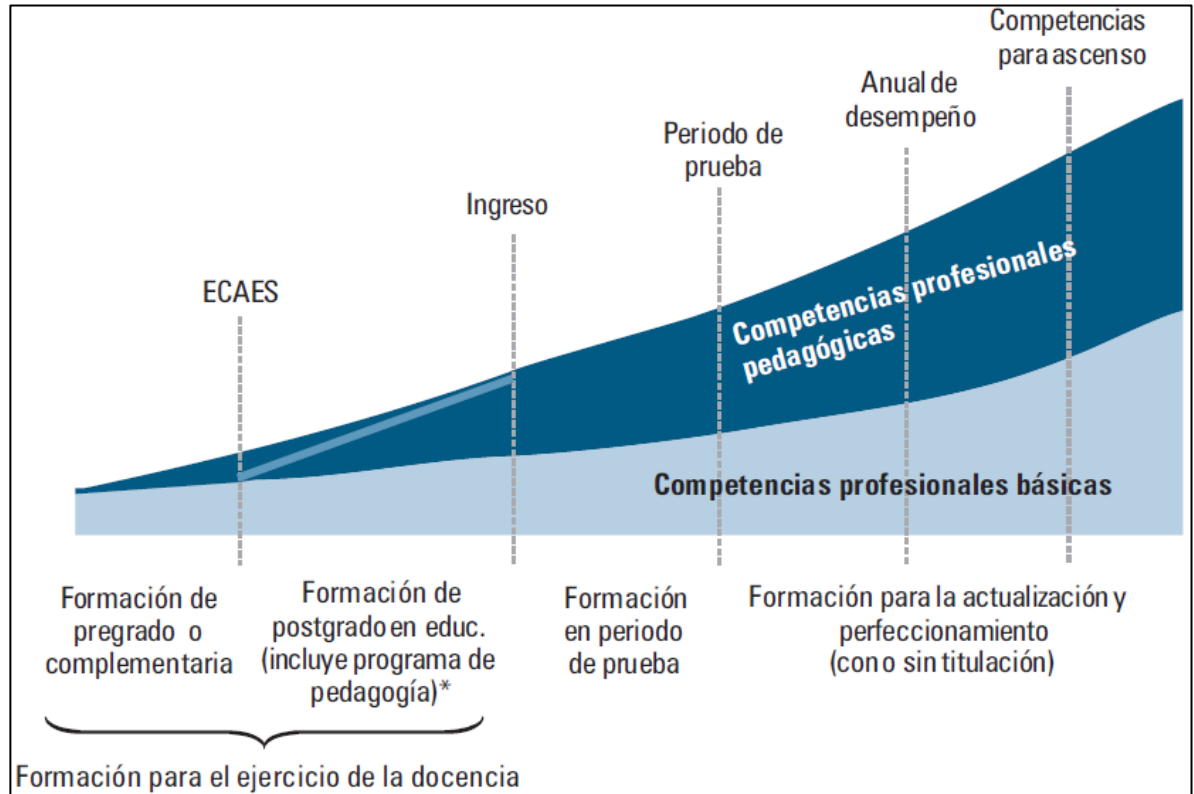 Competencias
para ascenso
Anual de
desempeño
Periodo de
prueba
Ingreso
ECAES
Competencias profesionales
pedagógicas
Competencias profesionales básicas
Formación de
pregrado o
complementaria
Formación de
postgrado en educ.
(incluye programa de
pedagogía)*
Formación
en periodo
de prueba
Formación para la actualización y
perfeccionamiento
(con o sin titulación)
Formación para el ejercicio de la docencia